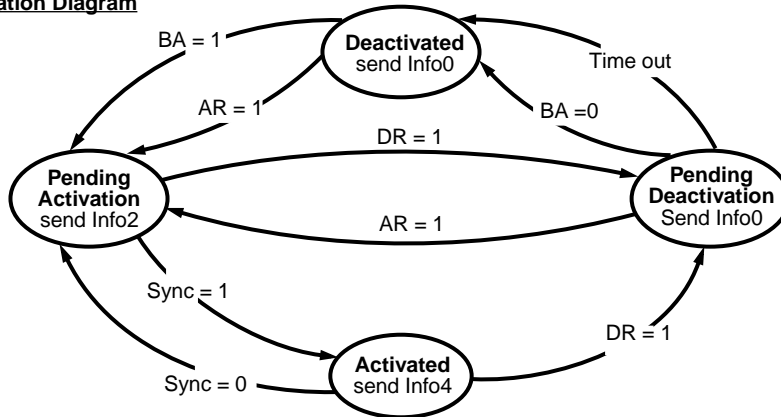 ation Diagram
BA = 1
Deactivated
send Info0
Time out
AR = 1
BA =0
DR = 1
Pending
Activation
send Info2
Pending
Deactivation
Send Info0
AR = 1
Sync = 1
DR = 1
Activated
send Info4
Sync = 0